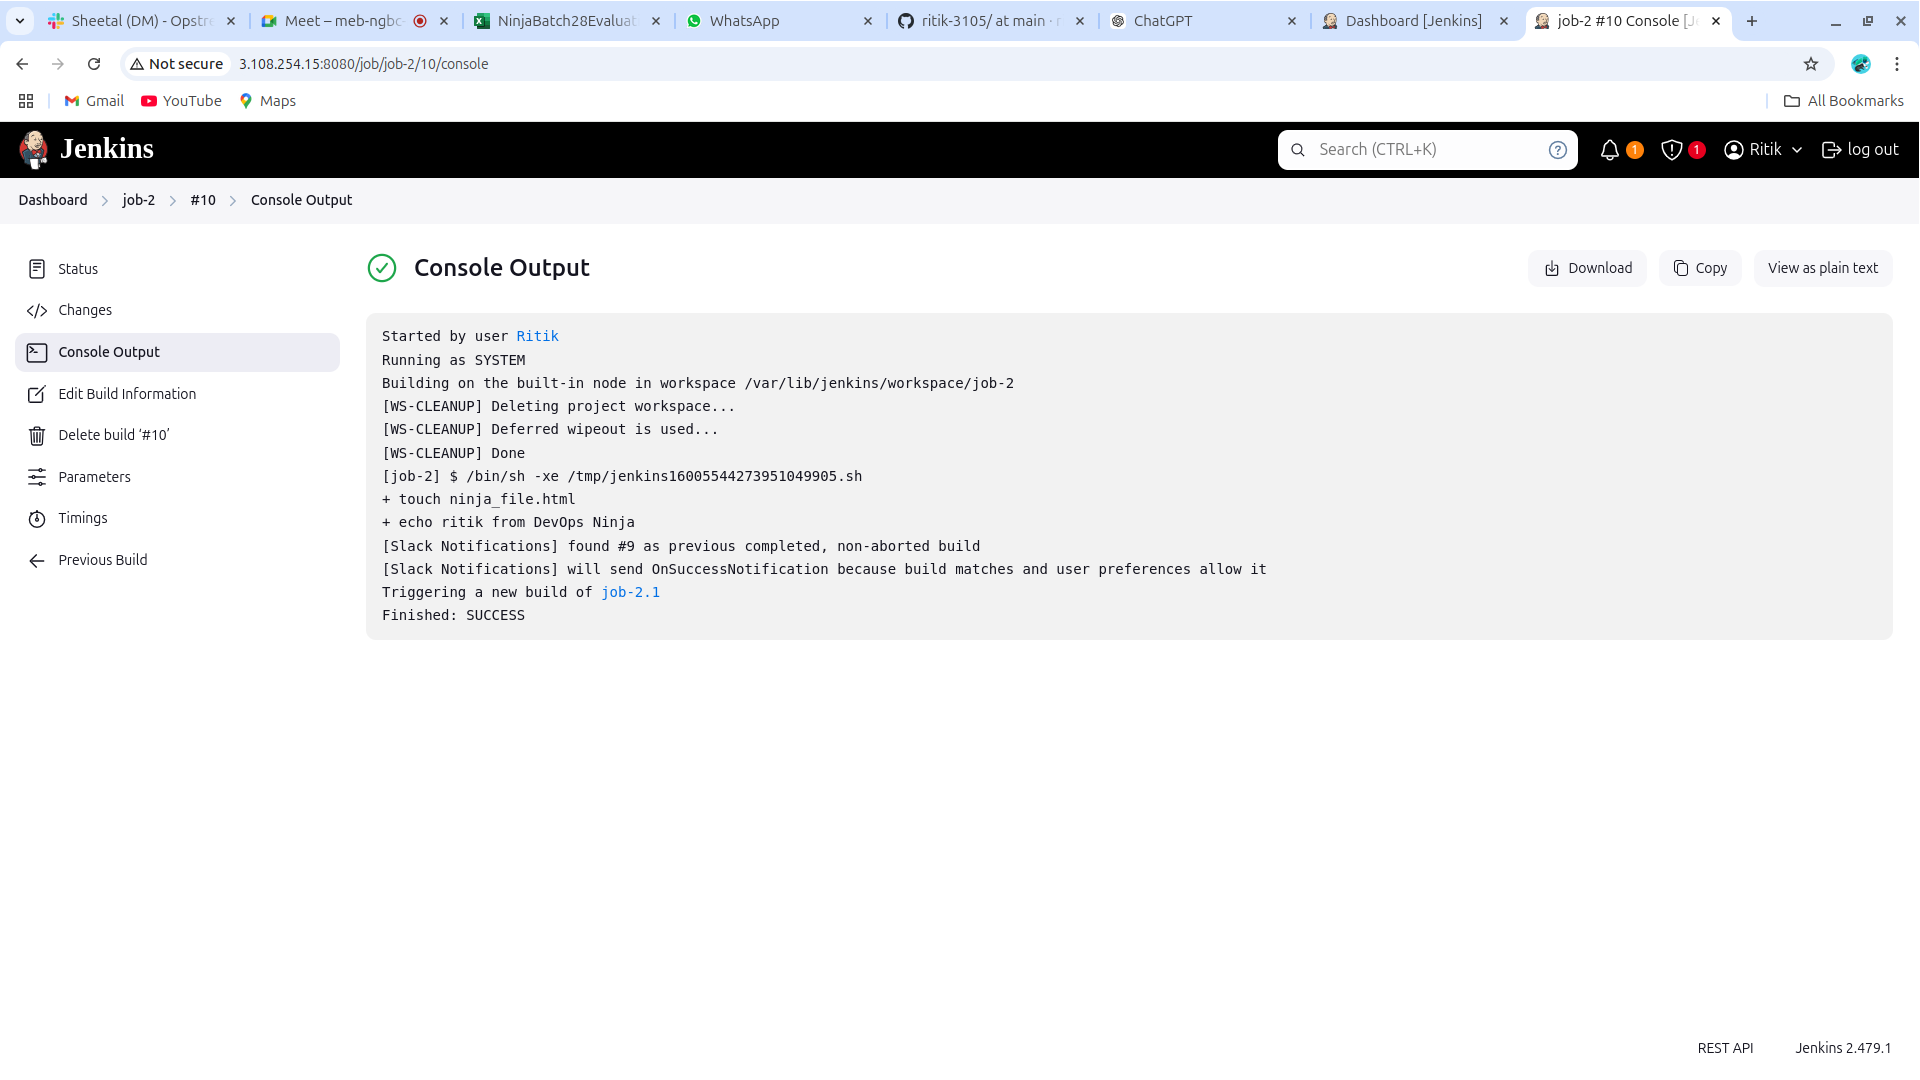 Sheetal (DM) - Opstre
Meet – meb-ngbc-
NinjaBatch28Evaluat
WhatsApp
ritik-3105/ at main · r
ChatGPT
Dashboard [Jenkins]
job-2 #10 Console [J
Not secure
3.108.254.15:8080/job/job-2/10/console
Gmail
YouTube
Maps
All Bookmarks
Jenkins
Search (CTRL+K)
1
1
Ritik
log out
Dashboard
job-2
#10
Console Output
Status
Changes
Console Output
Edit Build Information
Delete build ‘#10’
Parameters
Timings
Previous Build
Console Output
Download
Copy
View as plain text
Started by user Ritik
Running as SYSTEM
Building on the built-in node in workspace /var/lib/jenkins/workspace/job-2
[WS-CLEANUP] Deleting project workspace...
[WS-CLEANUP] Deferred wipeout is used...
[WS-CLEANUP] Done
[job-2] $ /bin/sh -xe /tmp/jenkins16005544273951049905.sh
+ touch ninja_file.html
+ echo ritik from DevOps Ninja
[Slack Notifications] found #9 as previous completed, non-aborted build
[Slack Notifications] will send OnSuccessNotification because build matches and user preferences allow it
Triggering a new build of job-2.1
Finished: SUCCESS
REST API
Jenkins 2.479.1